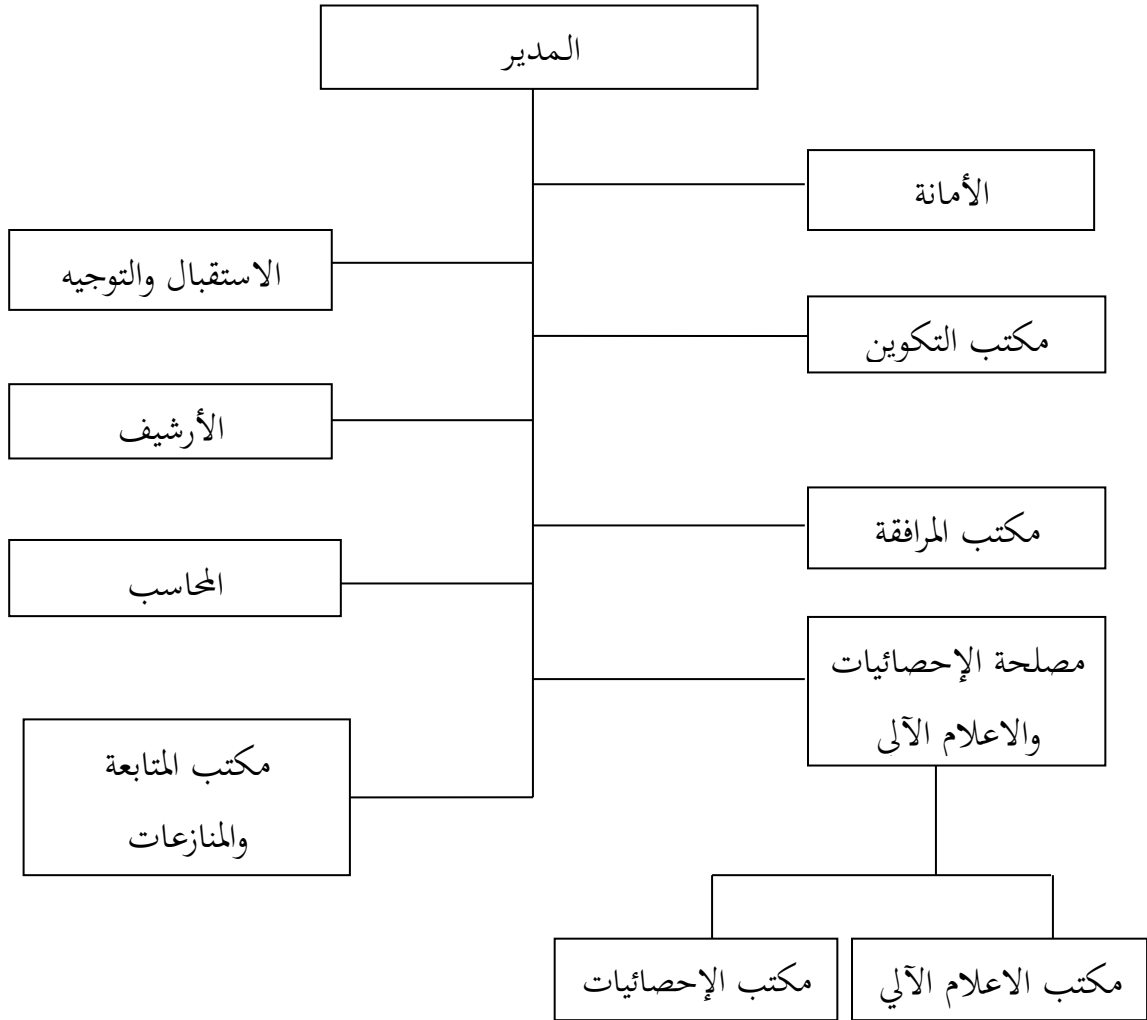 المدير
الأمانة
الاستقبال والتوجيه
مكتب التكوين
الأرشيف
مكتب المرافقة
المحاسب
مصلحة الإحصائيات
والاعلام الآلى
مكتب المتابعة
والمنازعات
مكتب الاعلام الآلي
مكتب الإحصائيات